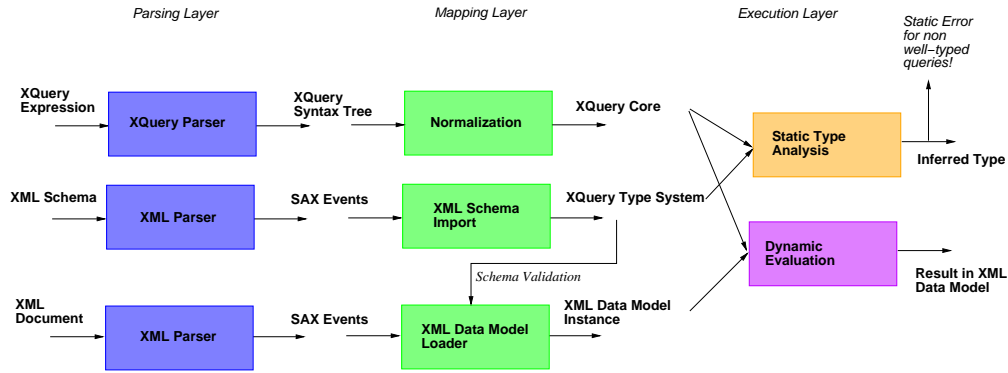 Parsing Layer
Mapping Layer
Execution Layer
Static Error
for non
well-typed
queries!
XQuery
Expression
XQuery Parser
XQuery
Syntax Tree
Normalization
XQuery Core
Static Type
Analysis
Inferred Type
XML Schema
XML Parser
SAX Events
XML Schema
Import
XQuery Type System
Schema Validation
Dynamic
Evaluation
Result in XML
Data Model
XML
Document
XML Parser
SAX Events
XML Data Model
Loader
XML Data Model
Instance